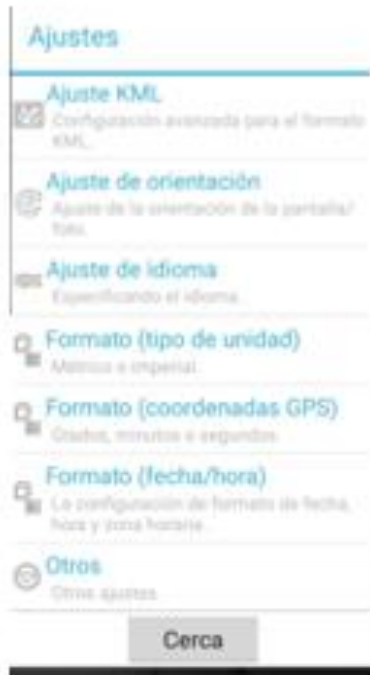 Ajustes
Ajuste KML
Configuración avanzada para el formato
KML.
Ajuste de orientación
Ajuste de la orientación de la pantalla/
foto.
Ajuste de idioma
Especificando el idioma.
Formato (tipo de unidad)
Métrico o imperial.
Formato (coordenadas GPS)
Grados, minutos o segundos.
Formato (fecha/hora)
La configuración de formato de fecha,
hora y zona horaria.
Otros
Otros ajustes
Cerca